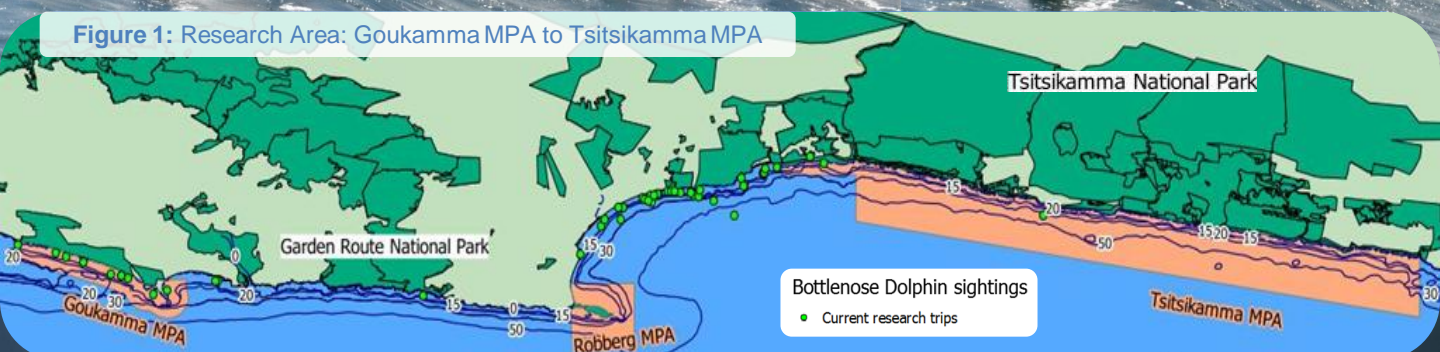 Figure 1: Research Area: Goukamma MPA to Tsitsikamma MPA
Tsitsikamma National Park
Garden Route National Park
Goukamma MPA
Robberg MPA
Tsitsikamma MPA
Bottlenose Dolphin sightings
Current research trips
20
20
30
0
20
15
0
50
15
15
30
15
20
50
15
20
15
30